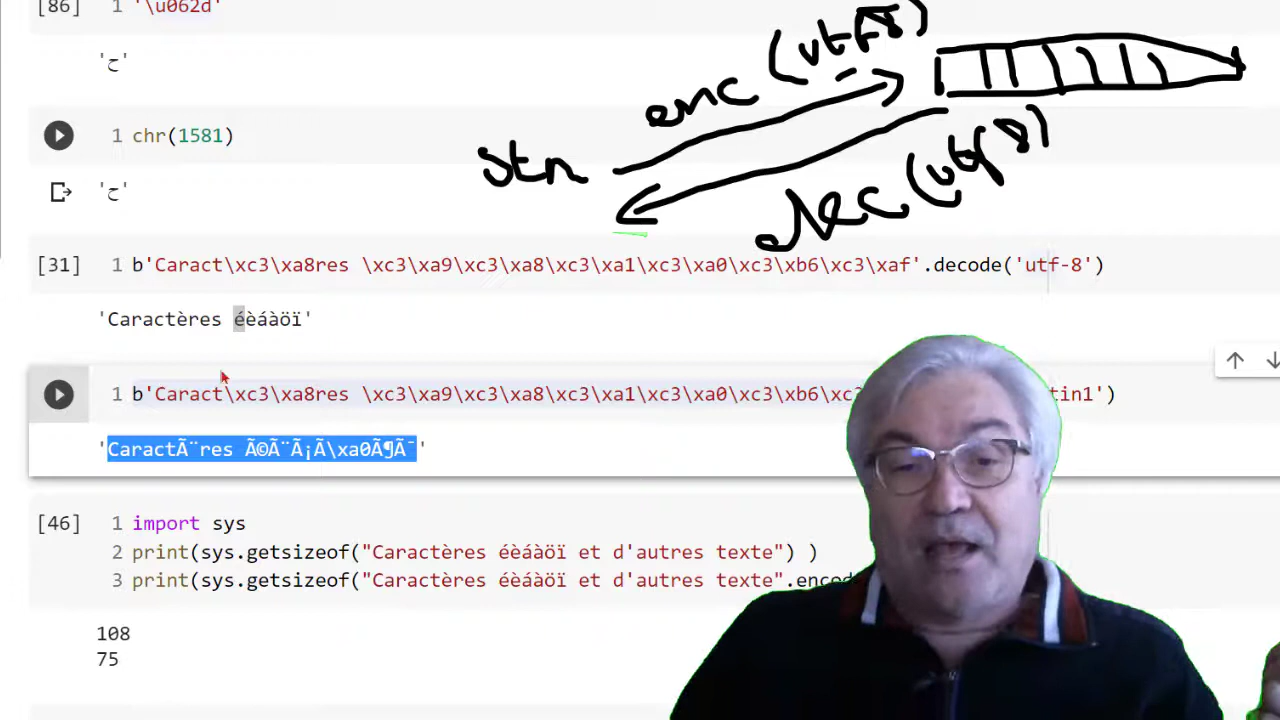 [86] 1 '\u062d'
'ح'
enc (utf8)
1 chr(1581)
str
dec (utf8)
'ح'
[31] 1 b'Caract\xc3\xa8res \xc3\xa9\xc3\xa8\xc3\xa1\xc3\xa0\xc3\xb6\xc3\xaf'.decode('utf-8')
'Caractères éèáàöï'
1 b'Caract\xc3\xa8res \xc3\xa9\xc3\xa8\xc3\xa1\xc3\xa0\xc3\xb6\xc3 tin1')
'CaractÃ¨res Ã©Ã¨Ã¡Ã\xa0Ã¶Ã¯'
[46] 1 import sys
2 print(sys.getsizeof("Caractères éèáàöï et d'autres texte") )
3 print(sys.getsizeof("Caractères éèáàöï et d'autres texte".enco
108
75